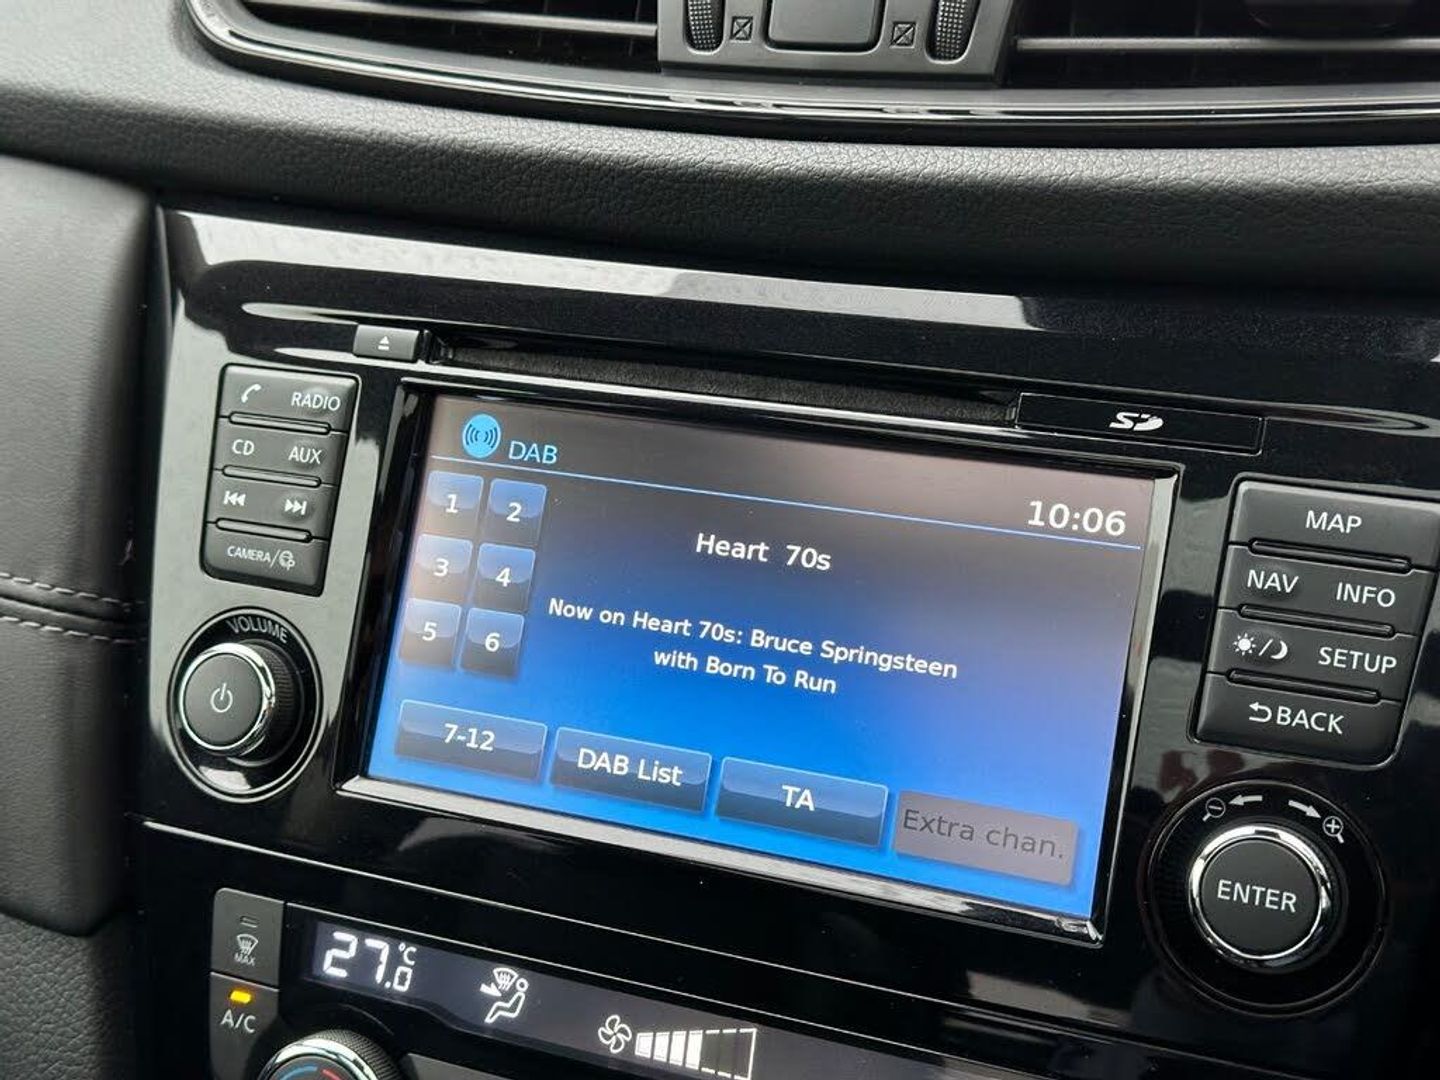 SD
RADIO
CD AUX
CAMERA/
VOLUME
DAB
10:06
1 2
3 4
5 6
Heart 70s
Now on Heart 70s: Bruce Springsteen
with Born To Run
7-12
DAB List
TA
Extra chan.
MAP
NAV INFO
SETUP
BACK
ENTER
MAX
A/C
27.0 °C